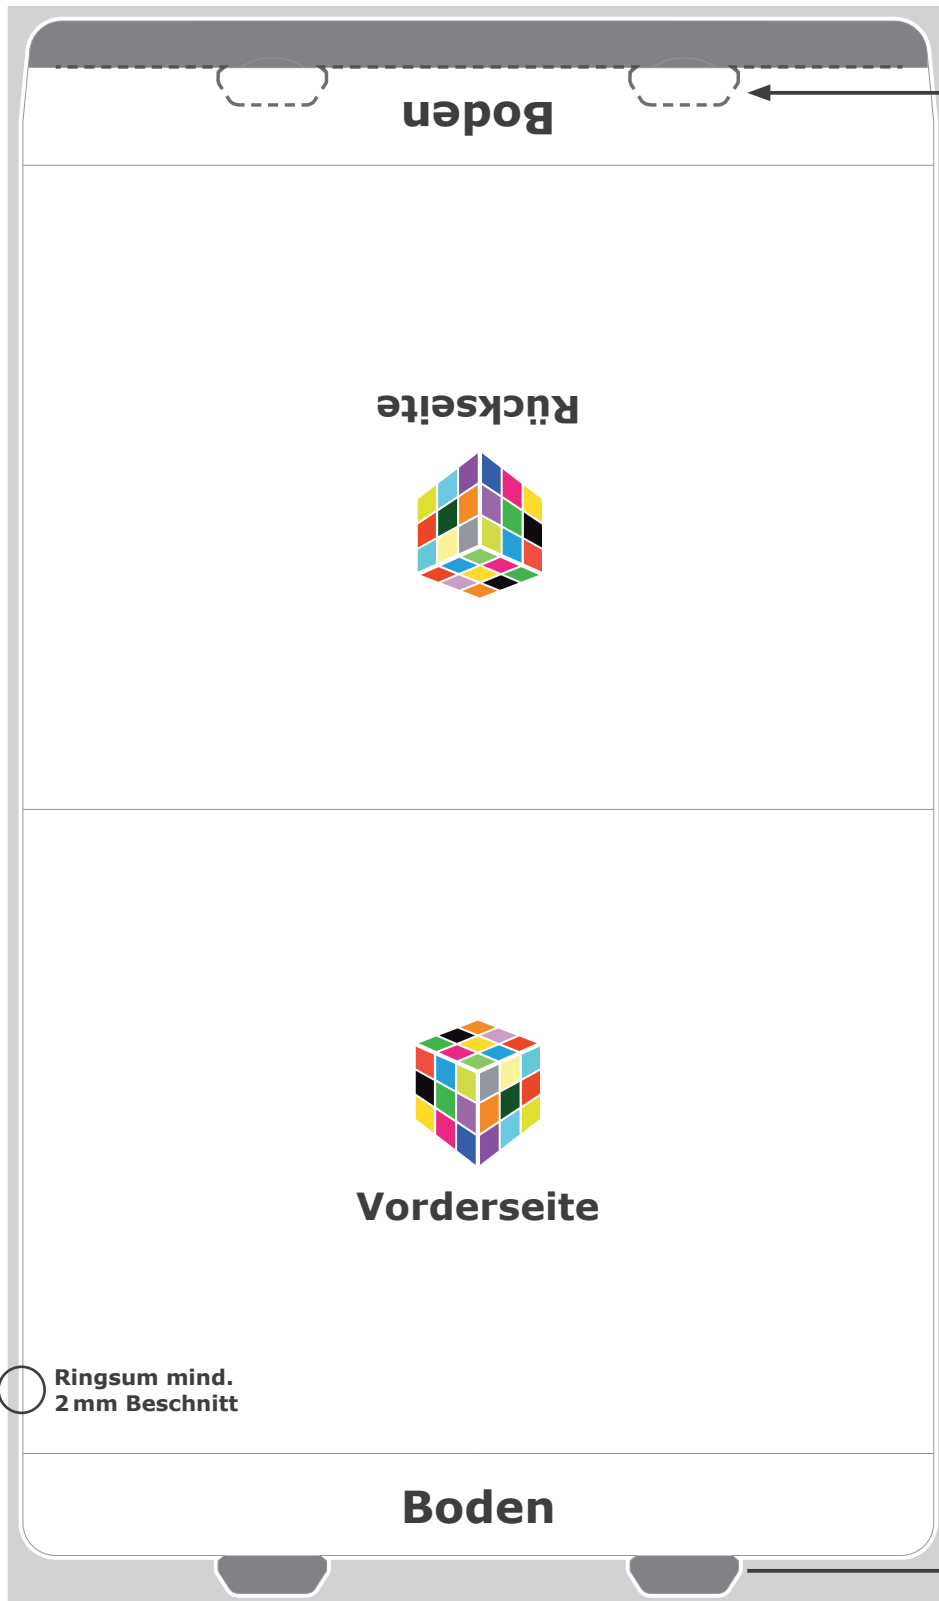 Boden
Rückseite
Vorderseite
Ringsum mind.
2 mm Beschnitt
Boden